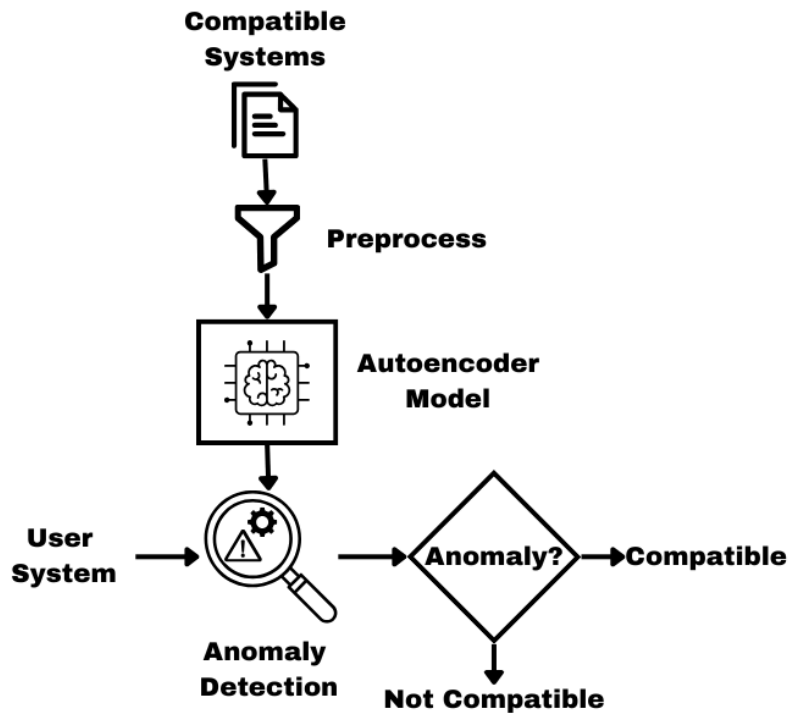 Compatible
Systems
Preprocess
Autoencoder
Model
User
System
Anomaly
Detection
Anomaly?
Compatible
Not Compatible